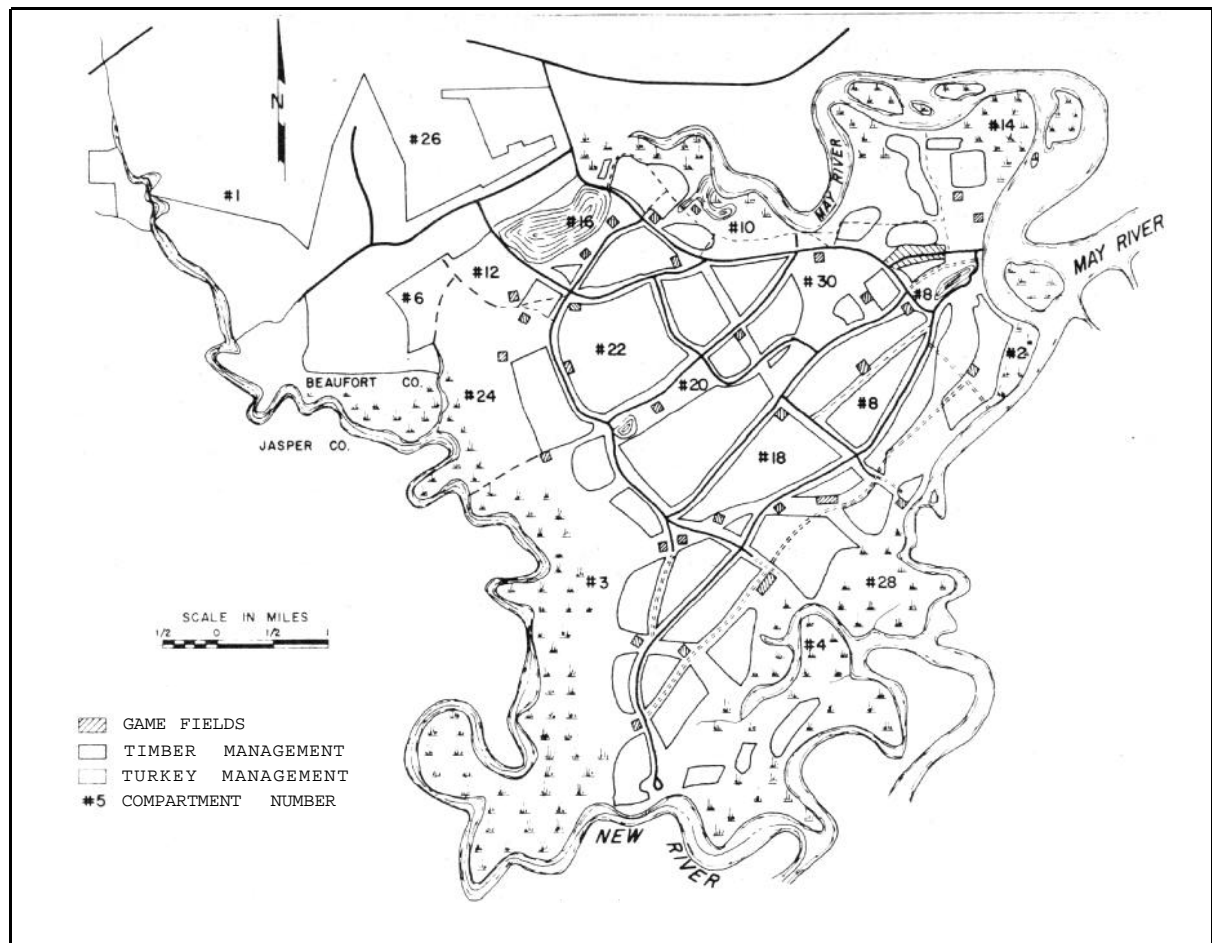 N
#26
#14
#1
MAY RIVER
#16
#10
MAY RIVER
#12
#30
#6
#8
#22
#2
BEAUFORT CO.
#20
#24
#8
JASPER CO.
#18
#3
#28
SCALE IN MILES
1/2 0 1/2 1
#4
GAME FIELDS
TIMBER MANAGEMENT
TURKEY MANAGEMENT
#5 COMPARTMENT NUMBER
NEW RIVER